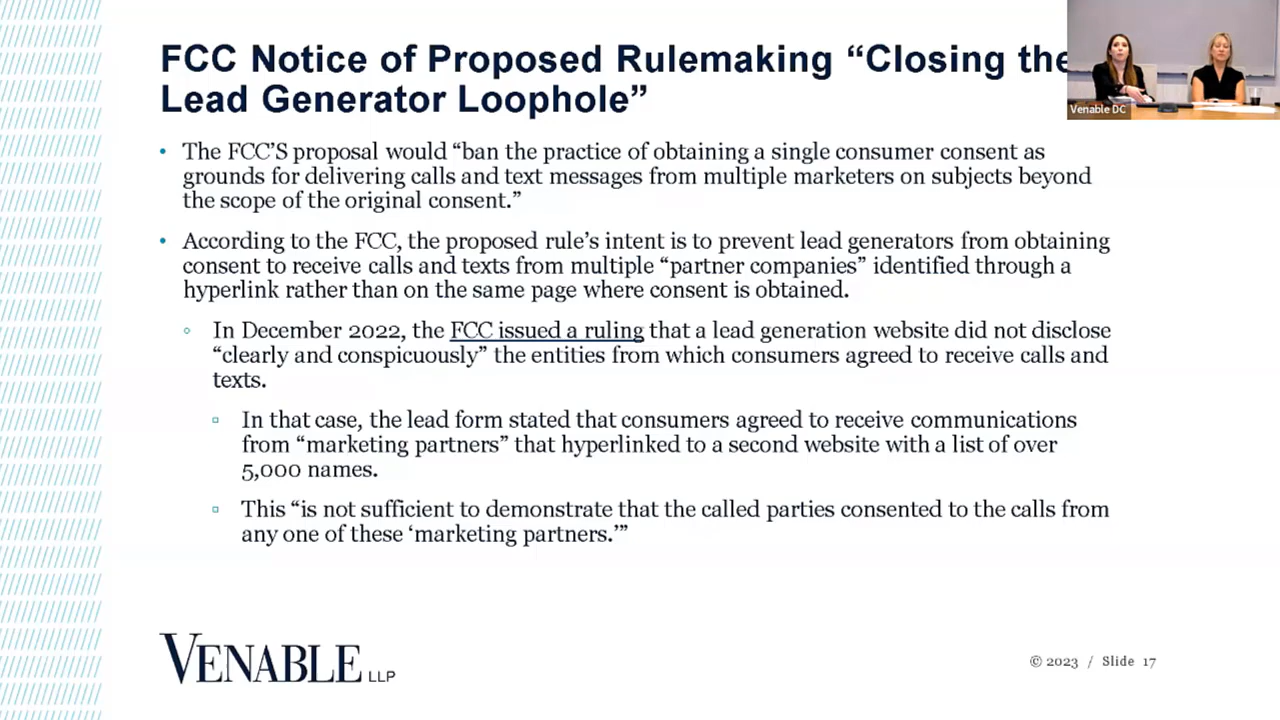 FCC Notice of Proposed Rulemaking “Closing the
Lead Generator Loophole”
Venable DC
• The FCC’S proposal would “ban the practice of obtaining a single consumer consent as
grounds for delivering calls and text messages from multiple marketers on subjects beyond
the scope of the original consent.”
• According to the FCC, the proposed rule’s intent is to prevent lead generators from obtaining
consent to receive calls and texts from multiple “partner companies” identified through a
hyperlink rather than on the same page where consent is obtained.
◦ In December 2022, the FCC issued a ruling that a lead generation website did not disclose
“clearly and conspicuously” the entities from which consumers agreed to receive calls and
texts.
▫ In that case, the lead form stated that consumers agreed to receive communications
from “marketing partners” that hyperlinked to a second website with a list of over
5,000 names.
▫ This “is not sufficient to demonstrate that the called parties consented to the calls from
any one of these ‘marketing partners.’”
VENABLE LLP
© 2023 / Slide 17